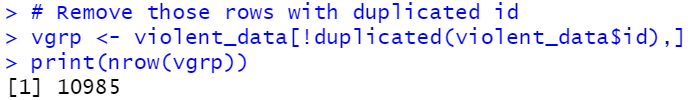 > # Remove those rows with duplicated id
> vgrp <- violent_data[!duplicated(violent_data$id),]
> print(nrow(vgrp))
[1] 10985